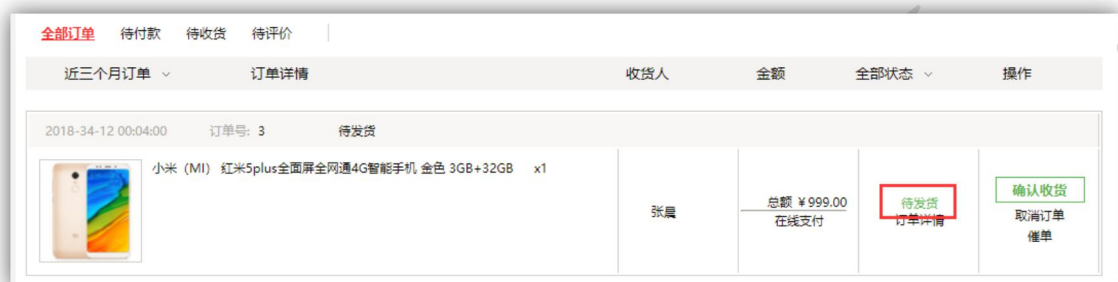 全部订单 待付款 待收货 待评价
近三个月订单 订单详情 收货人 金额 全部状态 操作
2018-34-12 00:04:00 订单号: 3 待发货
小米（MI） 红米5plus全面屏全网通4G智能手机 金色 3GB+32GB x1
张晨
总额 ¥999.00
在线支付
待发货
订单详情
确认收货
取消订单
催单